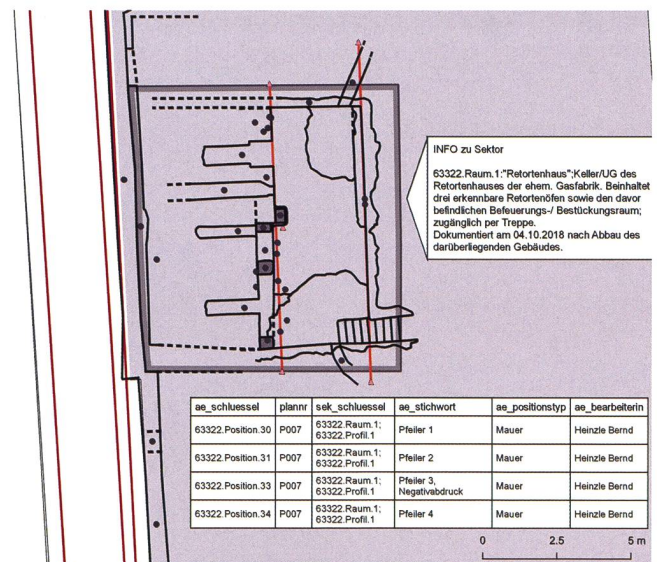 INFO zu Sektor
63322.Raum.1:"Retortenhaus";Keller/UG des
Retortenhauses der ehem. Gasfabrik. Beinhaltet
drei erkennbare Retortenöfen sowie den davor
befindlichen Befeuerungs-/ Bestückungsraum;
zugänglich per Treppe.
Dokumentiert am 04.10.2018 nach Abbau des
darüberliegenden Gebäudes.
ae_schluessel plannr sek_schluessel ae_stichwort ae_positionstyp ae_bearbeiterin
63322.Position.30 P007 63322.Raum.1; 63322.Profil.1 Pfeiler 1 Mauer Heinzle Bernd
63322.Position.31 P007 63322.Raum.1; 63322.Profil.1 Pfeiler 2 Mauer Heinzle Bernd
63322.Position.33 P007 63322.Raum.1; 63322.Profil.1 Pfeiler 3, Negativabdruck Mauer Heinzle Bernd
63322.Position.34 P007 63322.Raum.1; 63322.Profil.1 Pfeiler 4 Mauer Heinzle Bernd
0 2.5 5 m